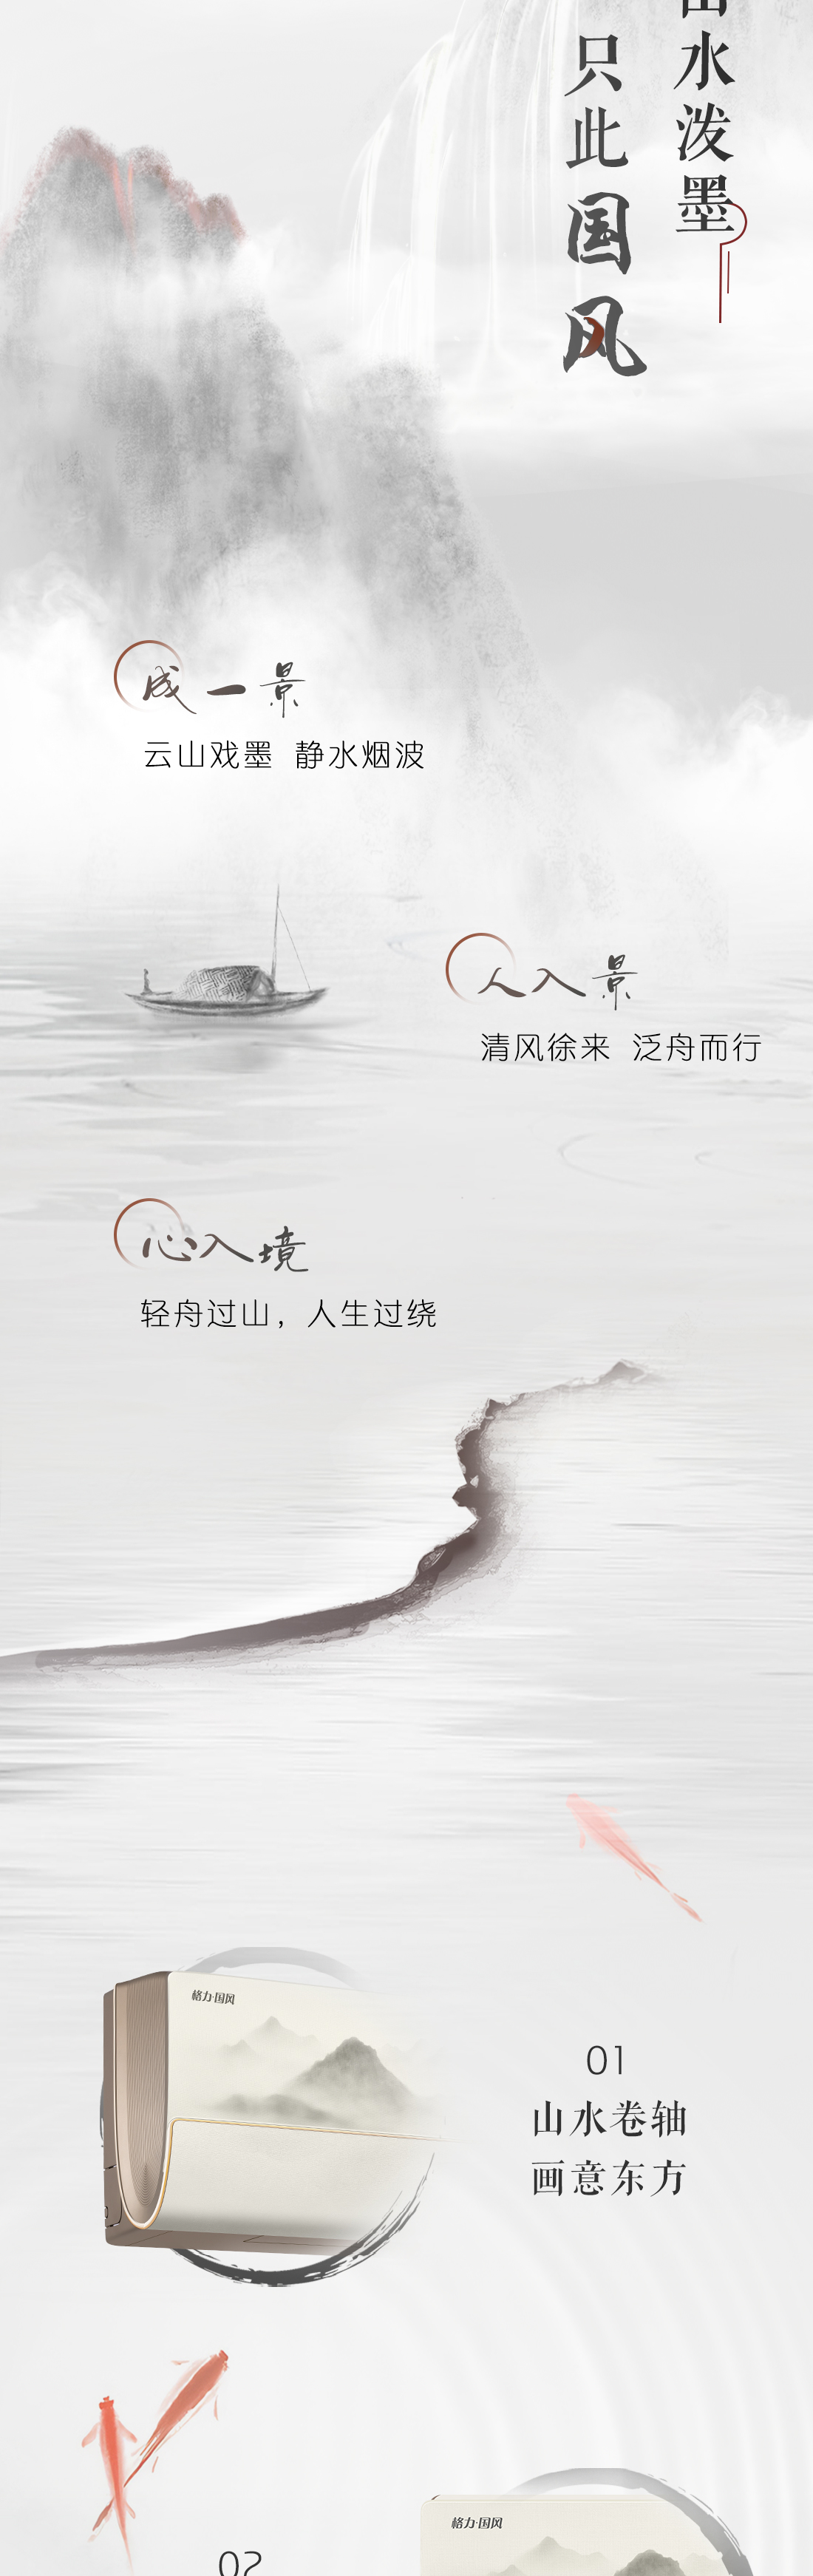 山水泼墨
只此国风
成一景
云山戏墨 静水烟波
人入景
清风徐来 泛舟而行
心入境
轻舟过山，人生过绕
格力·国风
01
山水卷轴
画意东方
格力·国风
02